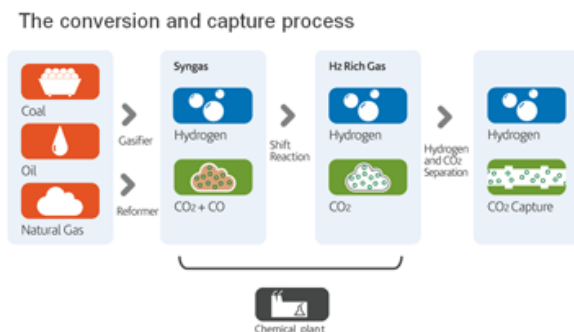 The conversion and capture process
Coal
Oil
Natural Gas
Gasifier
Reformer
Syngas
Hydrogen
CO2 + CO
Shift
Reaction
H2 Rich Gas
Hydrogen
CO2
Hydrogen
and CO2
Separation
Hydrogen
CO2 Capture
Chemical plant